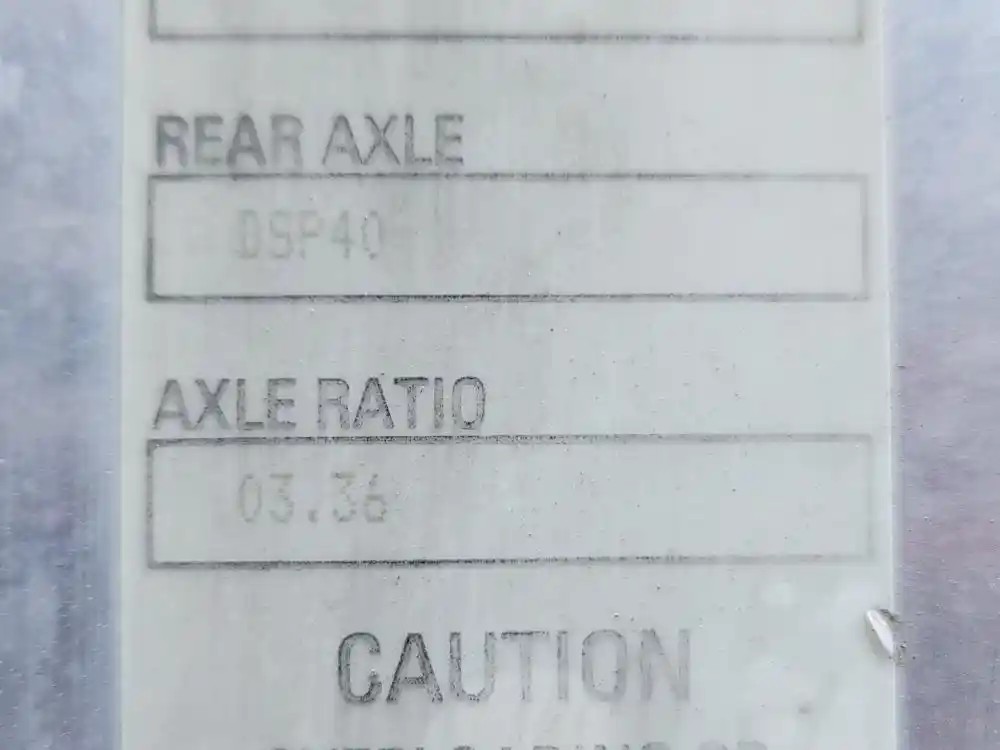 REAR AXLE
DSP40
AXLE RATIO
03.36
CAUTION